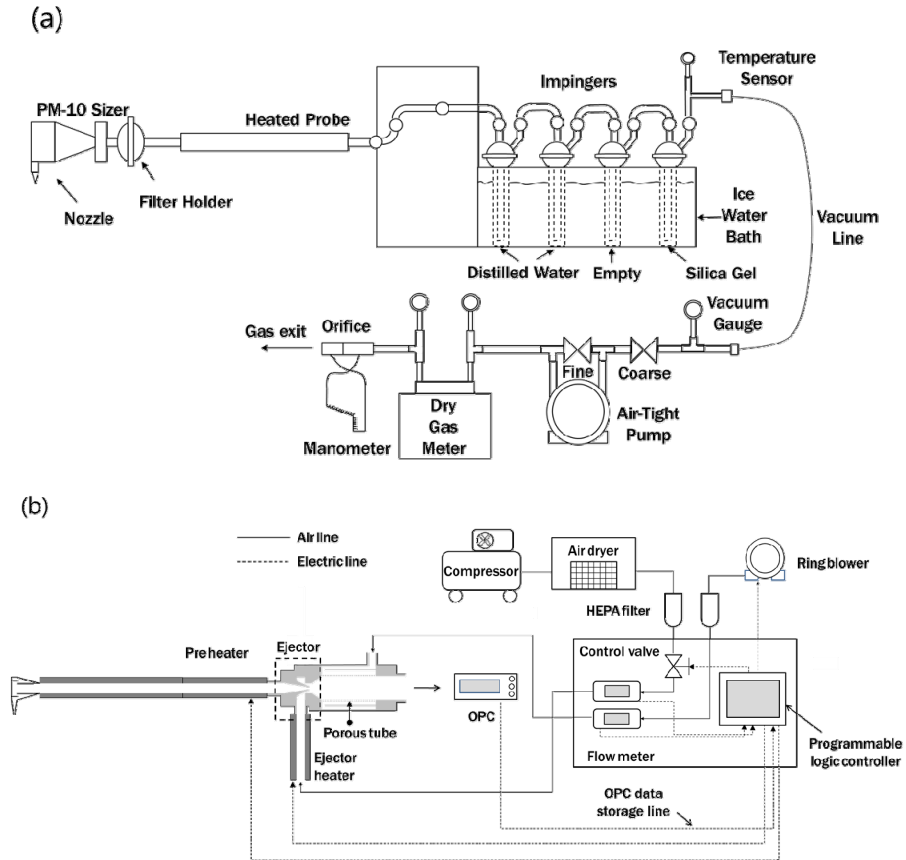 (a)
PM-10 Sizer
Nozzle
Filter Holder
Heated Probe
Impingers
Temperature
Sensor
Ice
Water
Bath
Vacuum
Line
Distilled Water
Empty
Silica Gel
Vacuum
Gauge
Gas exit
Orifice
Fine
Coarse
Manometer
Dry
Gas
Meter
Air-Tight
Pump
(b)
Air line
Electric line
Compressor
Air dryer
Ring blower
HEPA filter
Preheater
Ejector
Control valve
OPC
Porous tube
Ejector
heater
Flow meter
Programmable
logic controller
OPC data
storage line